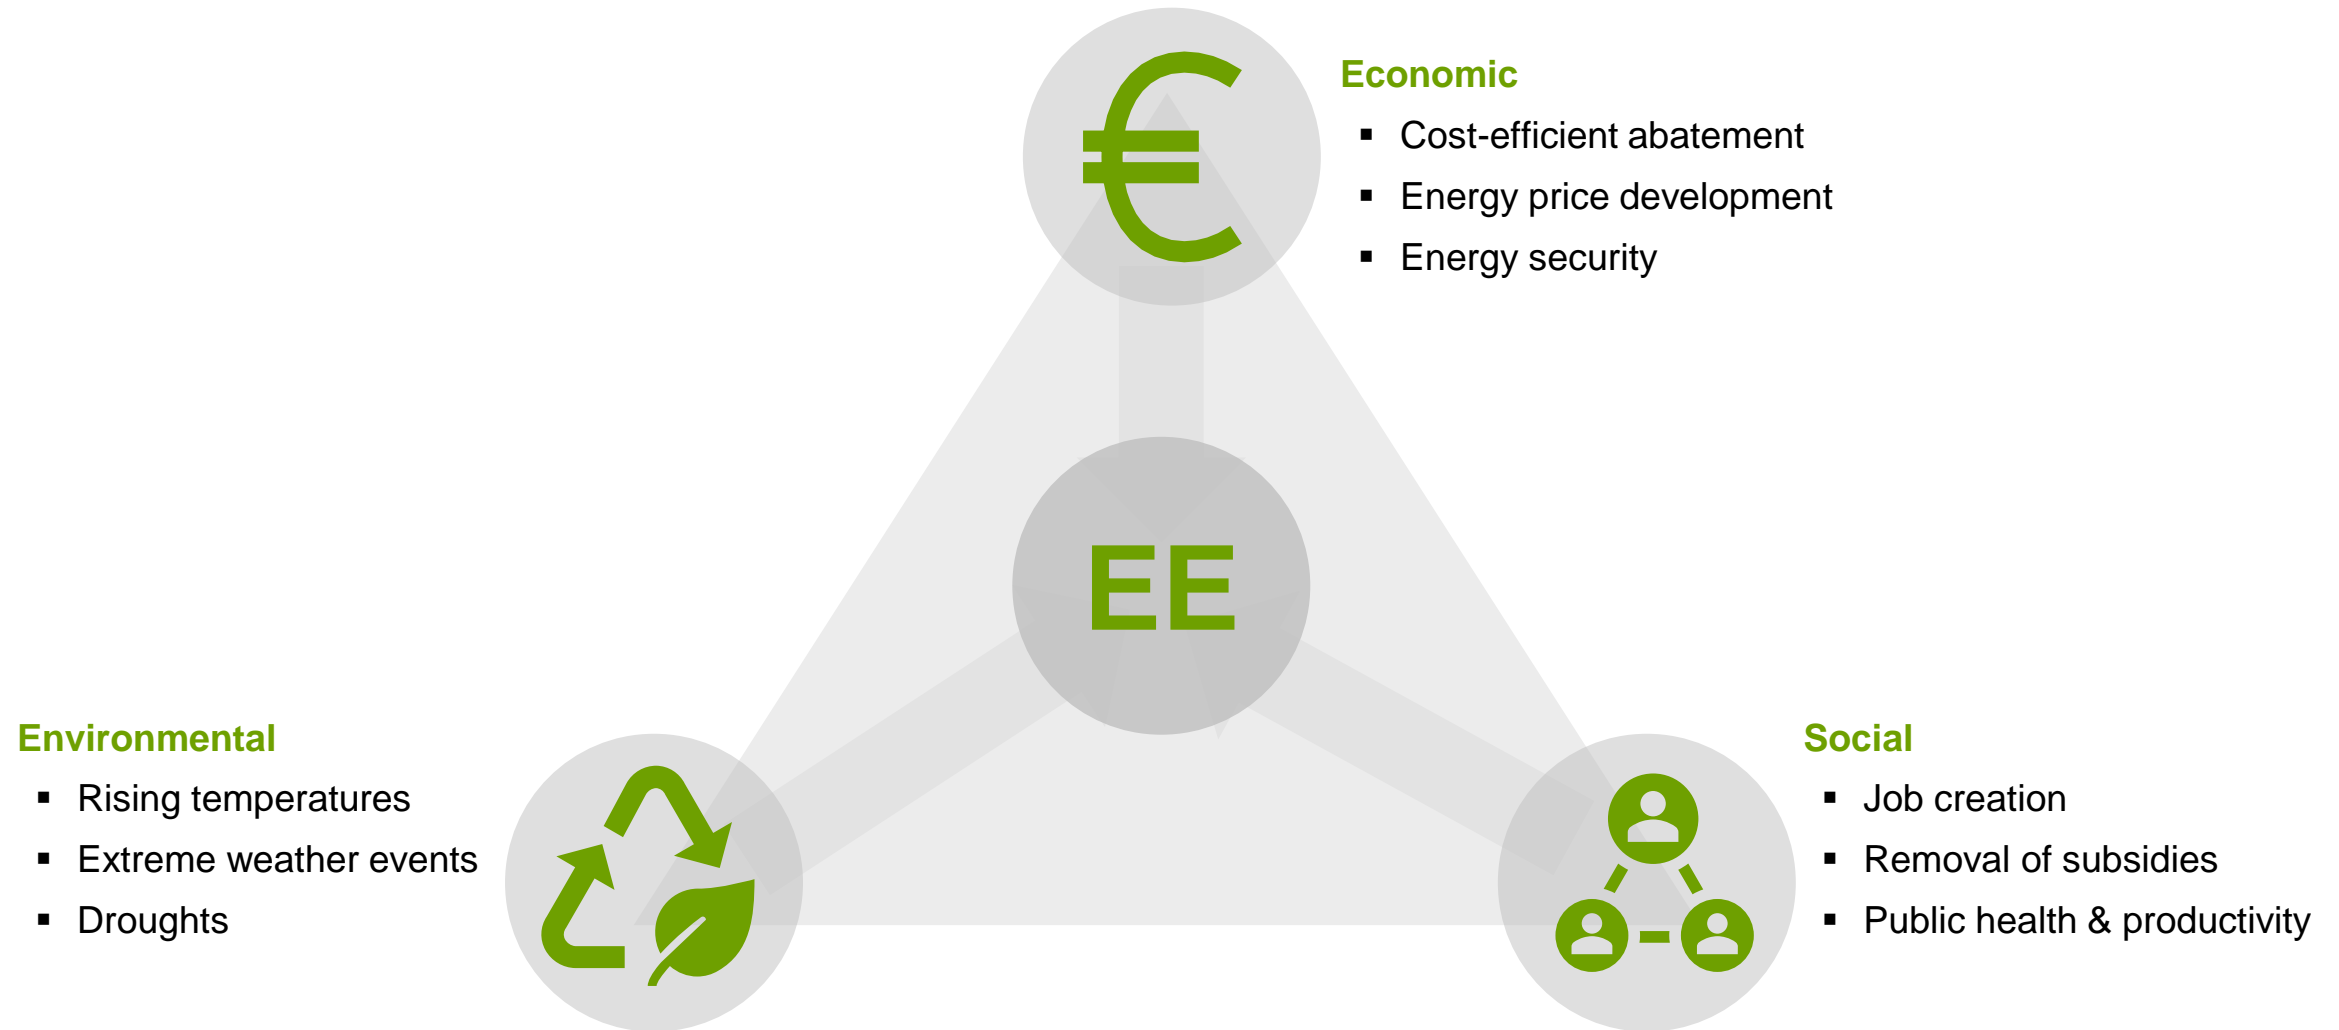 €
Economic
▪ Cost-efficient abatement
▪ Energy price development
▪ Energy security
EE
Environmental
▪ Rising temperatures
▪ Extreme weather events
▪ Droughts
Social
▪ Job creation
▪ Removal of subsidies
▪ Public health & productivity